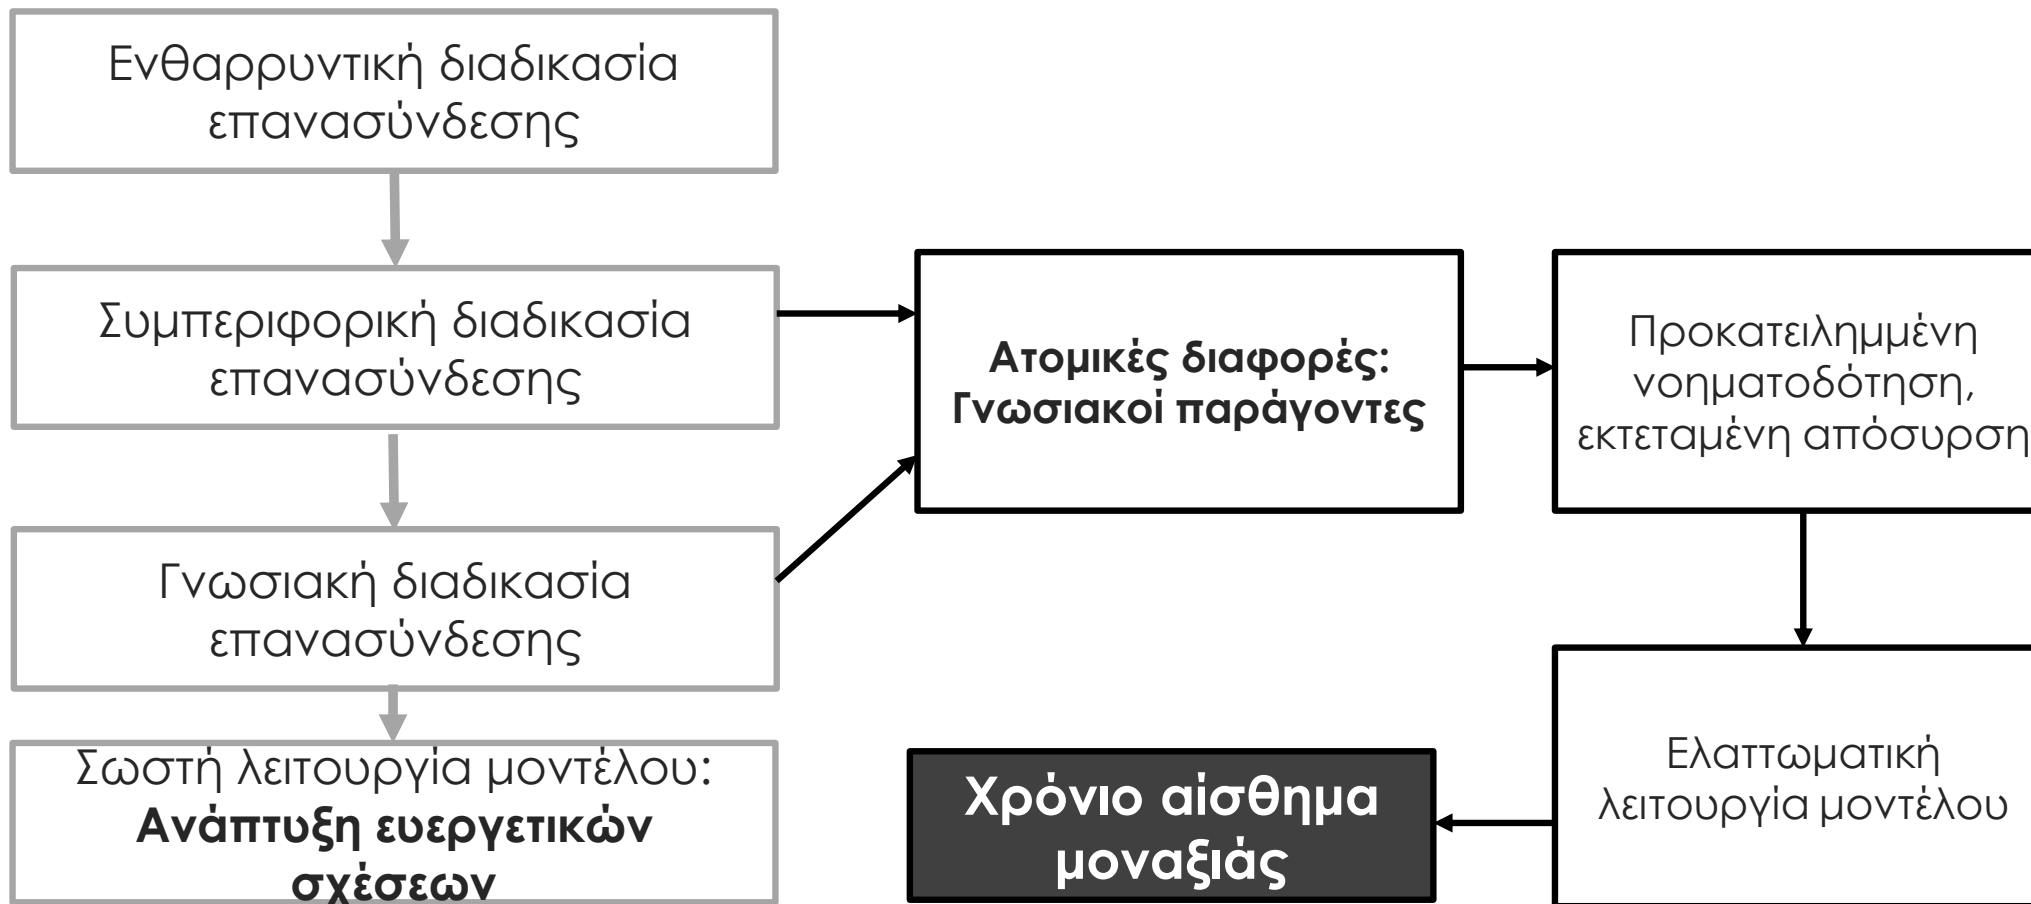 Ενθαρρυντική διαδικασία
επανασύνδεσης
Συμπεριφορική διαδικασία
επανασύνδεσης
Γνωσιακή διαδικασία
επανασύνδεσης
Σωστή λειτουργία μοντέλου:
Ανάπτυξη ευεργετικών
σχέσεων
Ατομικές διαφορές:
Γνωσιακοί παράγοντες
Προκατειλημμένη
νοηματοδότηση,
εκτεταμένη απόσυρση
Ελαττωματική
λειτουργία μοντέλου
Χρόνιο αίσθημα
μοναξιάς